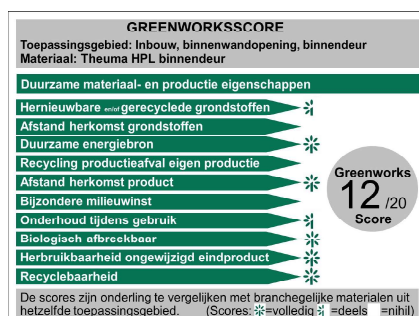 GREENWORKSSCORE
Toepassingsgebied: Inbouw, binnenwandopening, binnendeur
Materiaal: Theuma HPL binnendeur
Duurzame materiaal- en productie eigenschappen
Hernieuwbare en/of gerecyclede grondstoffen
Afstand herkomst grondstoffen
Duurzame energiebron
Recycling productieafval eigen productie
Afstand herkomst product
Bijzondere milieuwinst
Onderhoud tijdens gebruik
Biologisch afbreekbaar
Herbruikbaarheid ongewijzigd eindproduct
Recyclebaarheid
Greenworks
12 /20
Score
De scores zijn onderling te vergelijken met branchegelijke materialen uit
hetzelfde toepassingsgebied. (Scores: =volledig =deels =nihil)